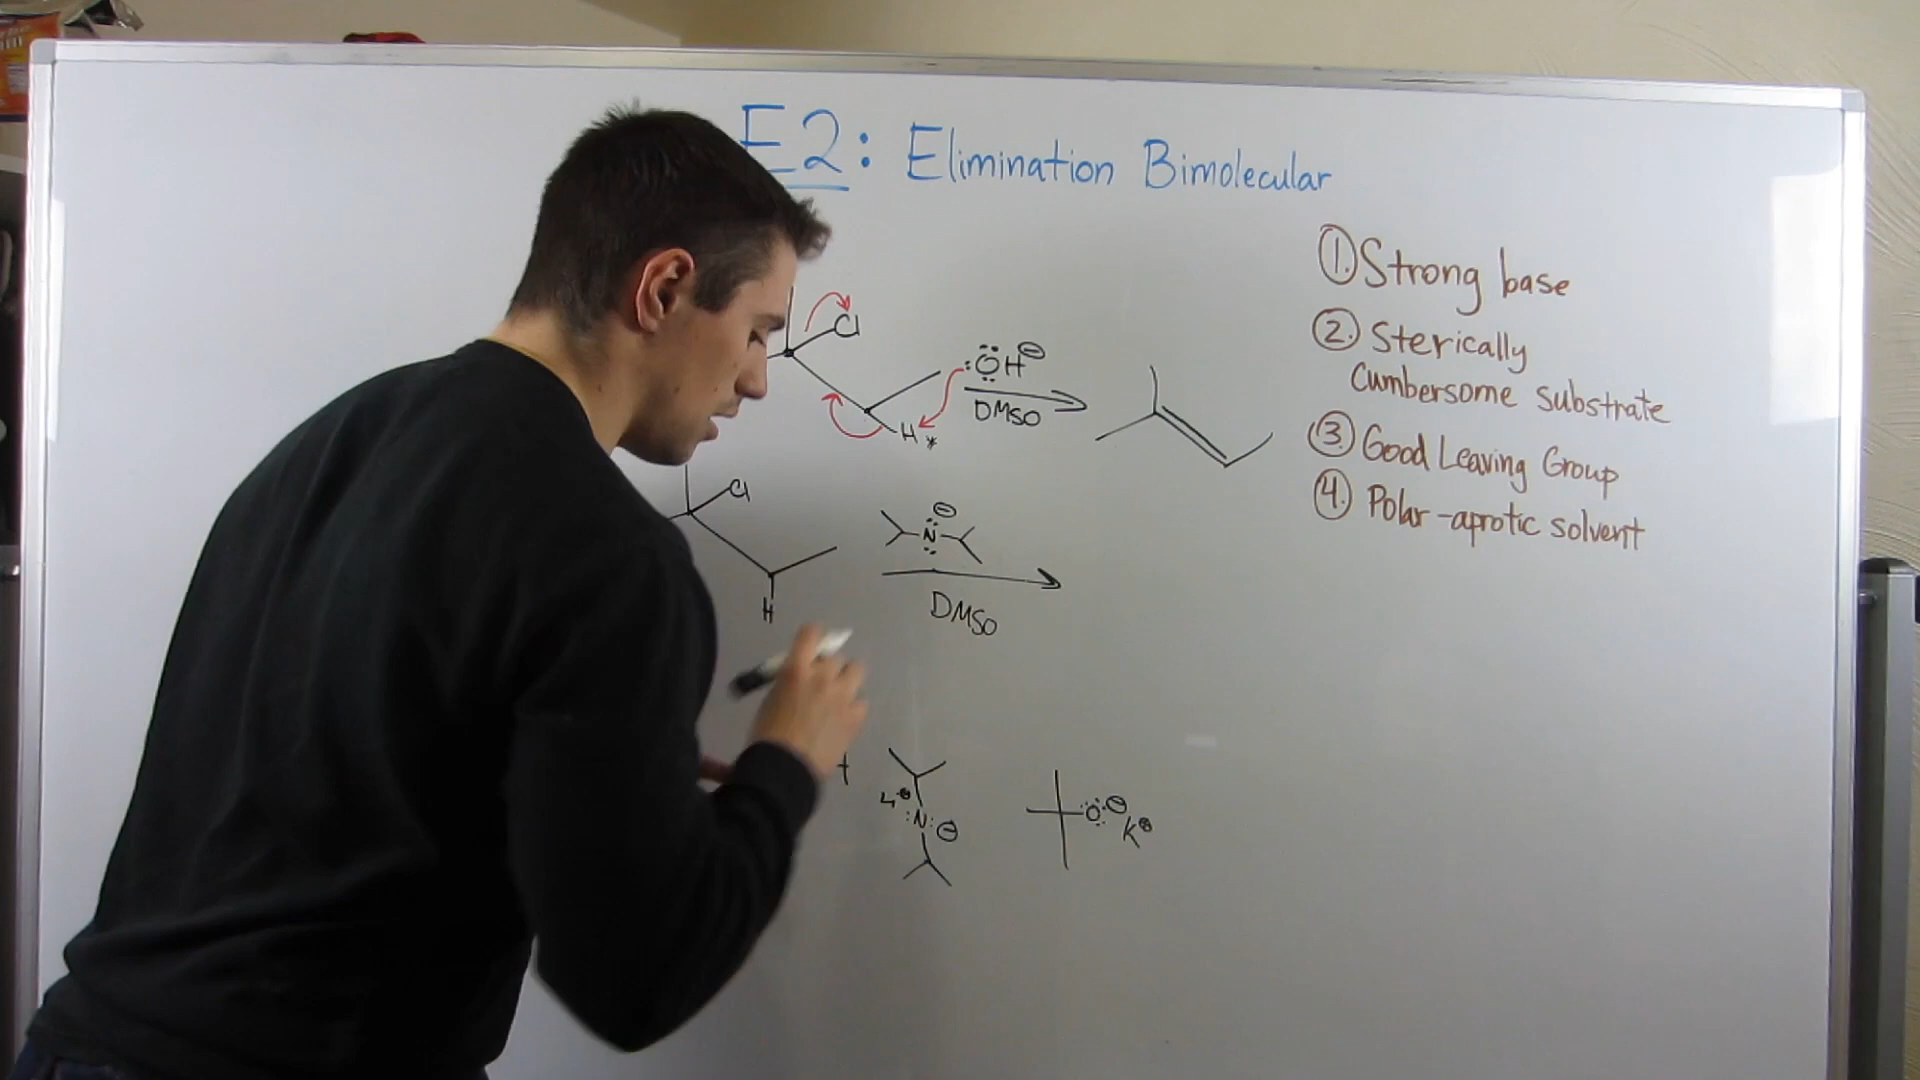 E2: Elimination Bimolecular
① Strong base
② Sterically
Cumbersome substrate
③ Good Leaving Group
④ Polar-aprotic solvent
Cl
:ÖH⊖
DMSO
H *
Cl
⊖
N
H
DMSO
+
:N: ⊖
O ⊖
K⊕